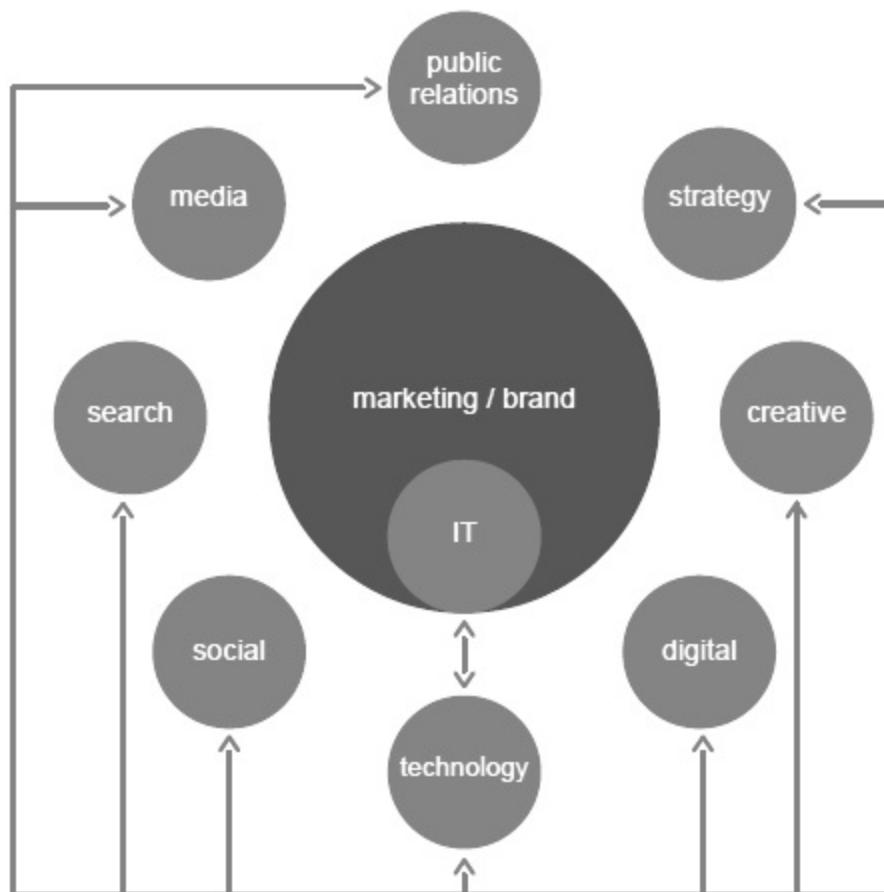 public
relations
media
strategy
search
marketing / brand
creative
IT
social
digital
technology